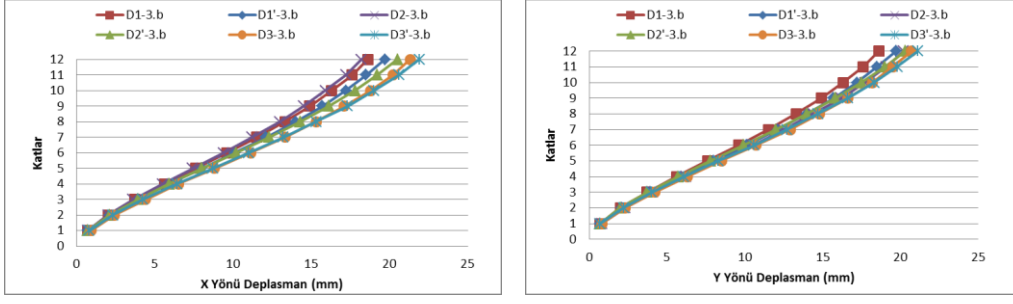 D1-3.b D1'-3.b D2-3.b
D2'-3.b D3-3.b D3'-3.b
12
11
10
9
8
7
6
5
4
3
2
1
0
Katlar
0 5 10 15 20 25
X Yönü Deplasman (mm)
D1-3.b D1'-3.b D2-3.b
D2'-3.b D3-3.b D3'-3.b
12
11
10
9
8
7
6
5
4
3
2
1
0
Katlar
0 5 10 15 20 25
Y Yönü Deplasman (mm)